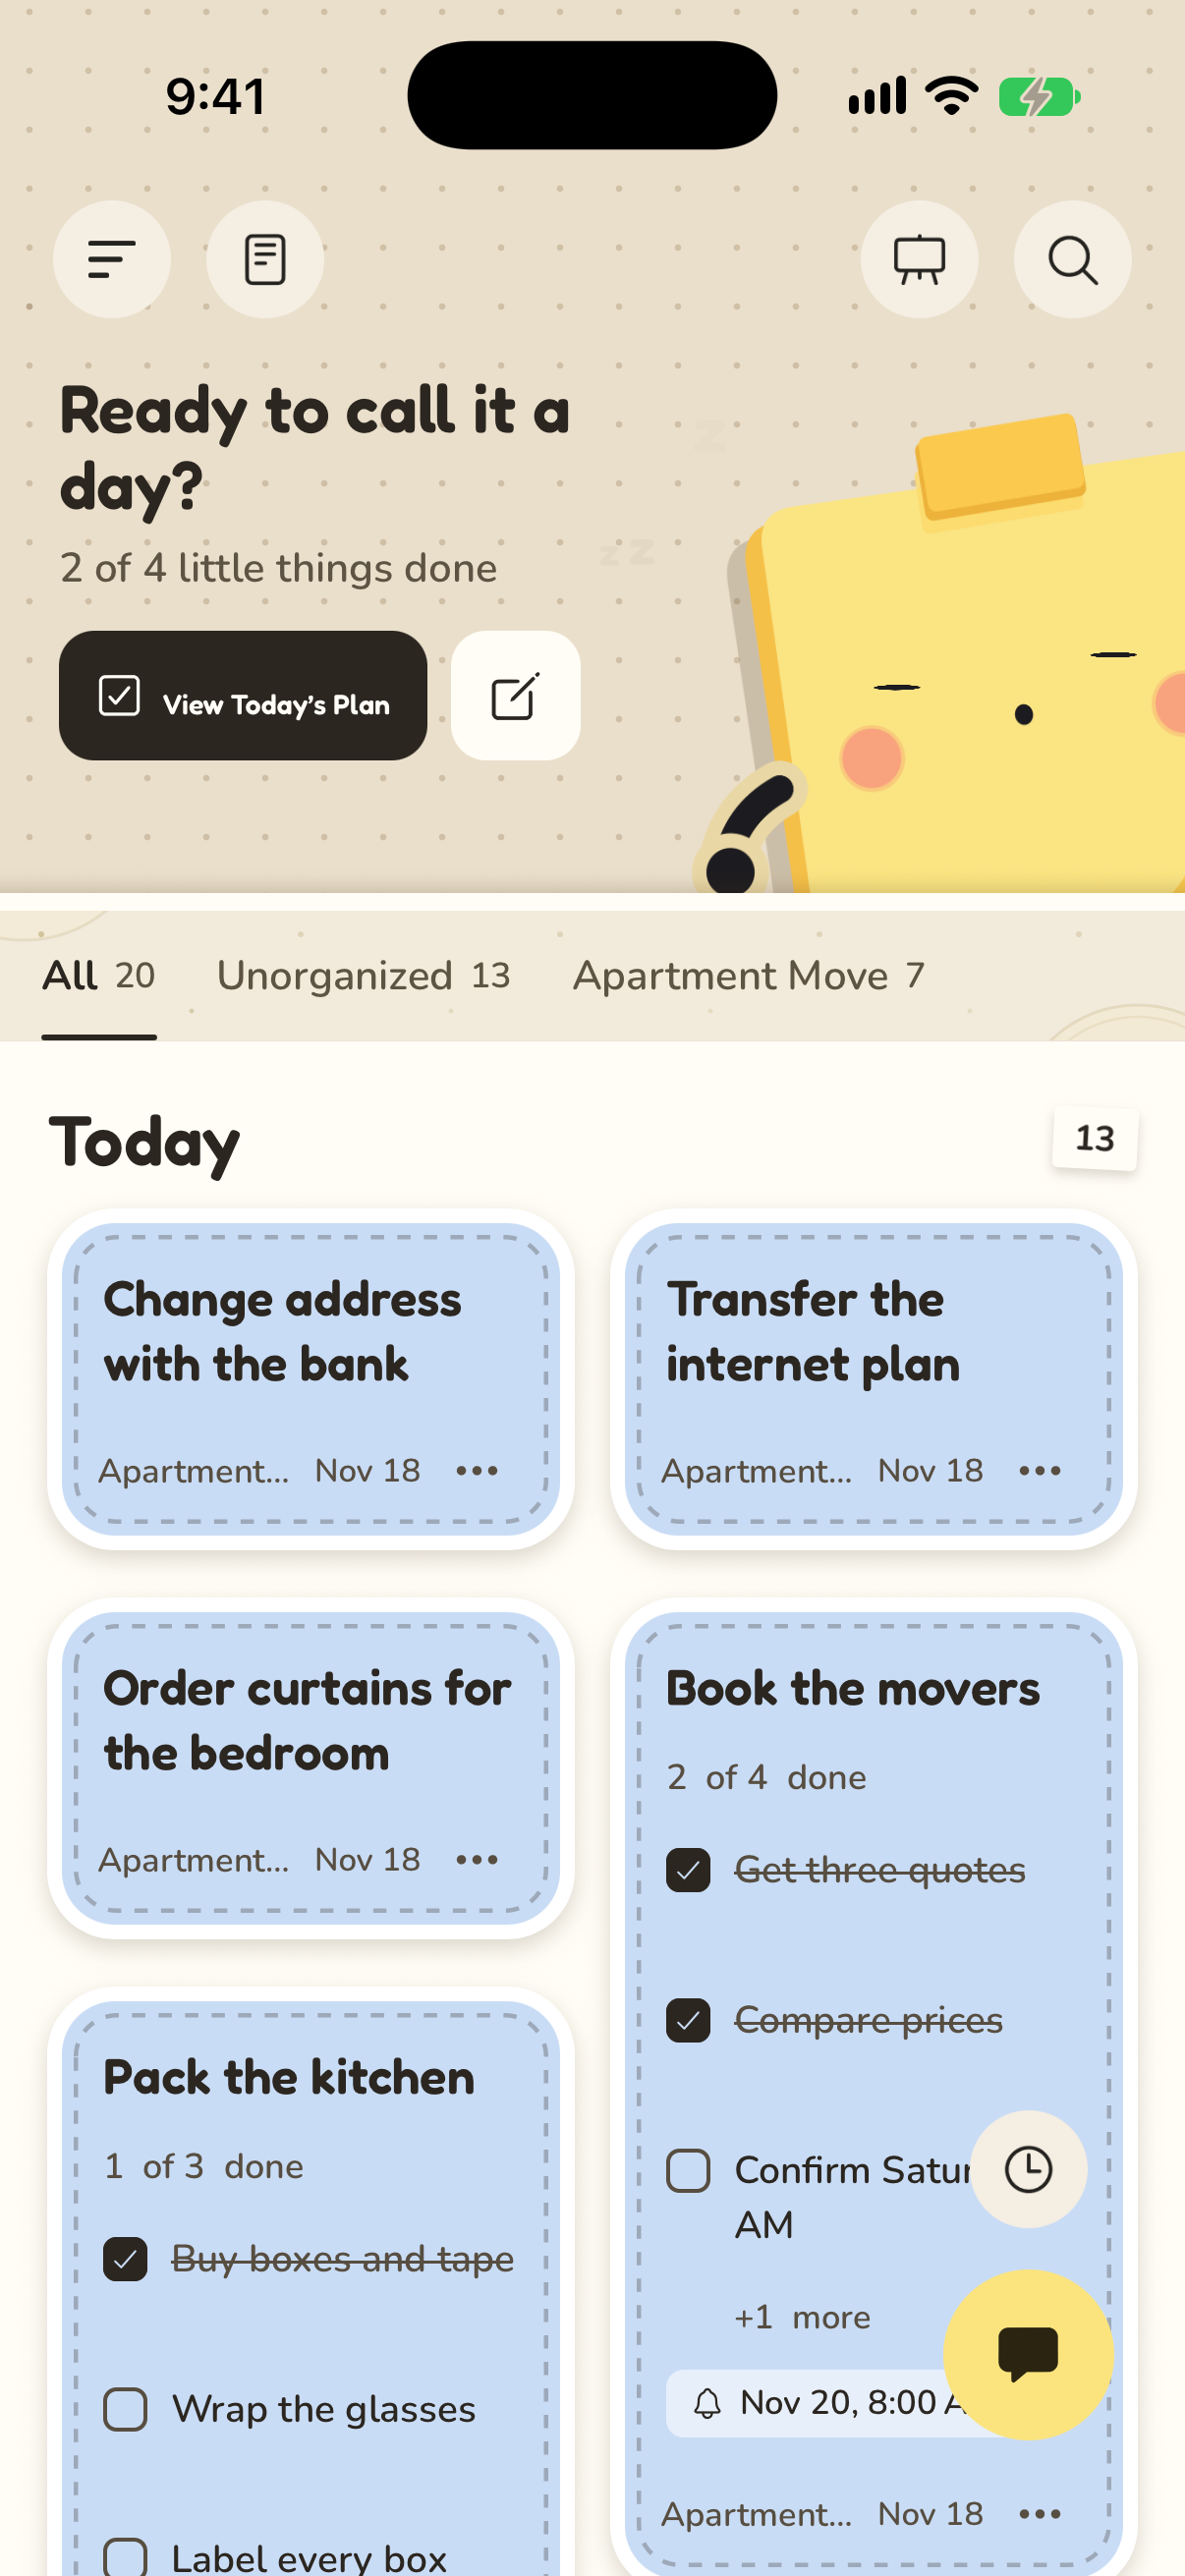 9:41
Ready to call it a
day?
2 of 4 little things done
View Today's Plan
z
z z
All 20 Unorganized 13 Apartment Move 7
Today
13
Change address
with the bank
Apartment... Nov 18
Transfer the
internet plan
Apartment... Nov 18
Order curtains for
the bedroom
Apartment... Nov 18
Book the movers
2 of 4 done
Get three quotes
Compare prices
Confirm
AM
+1 more
Nov 20, 8:00
Apartment... Nov 18
Pack the kitchen
1 of 3 done
Buy boxes and tape
Wrap the glasses
Label every box